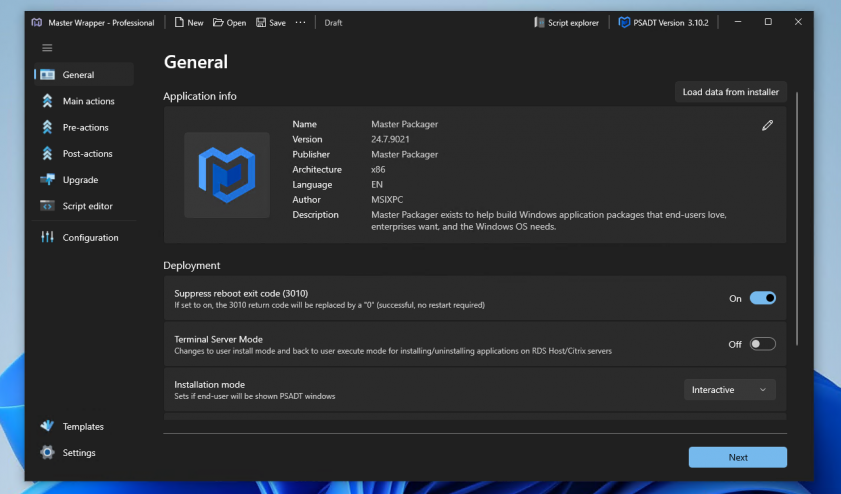 Master Wrapper - Professional New Open Save ··· Draft Script explorer PSADT Version 3.10.2
General
Main actions
Pre-actions
Post-actions
Upgrade
Script editor
Configuration
Templates
Settings
General
Application info
Load data from installer
Name Master Packager
Version 24.7.9021
Publisher Master Packager
Architecture x86
Language EN
Author MSIXPC
Description Master Packager exists to help build Windows application packages that end-users love,
enterprises want, and the Windows OS needs.
Deployment
Suppress reboot exit code (3010)
If set to on, the 3010 return code will be replaced by a "0" (successful, no restart required)
On
Terminal Server Mode
Changes to user install mode and back to user execute mode for installing/uninstalling applications on RDS Host/Citrix servers
Off
Installation mode
Sets if end-user will be shown PSADT windows
Interactive
Next